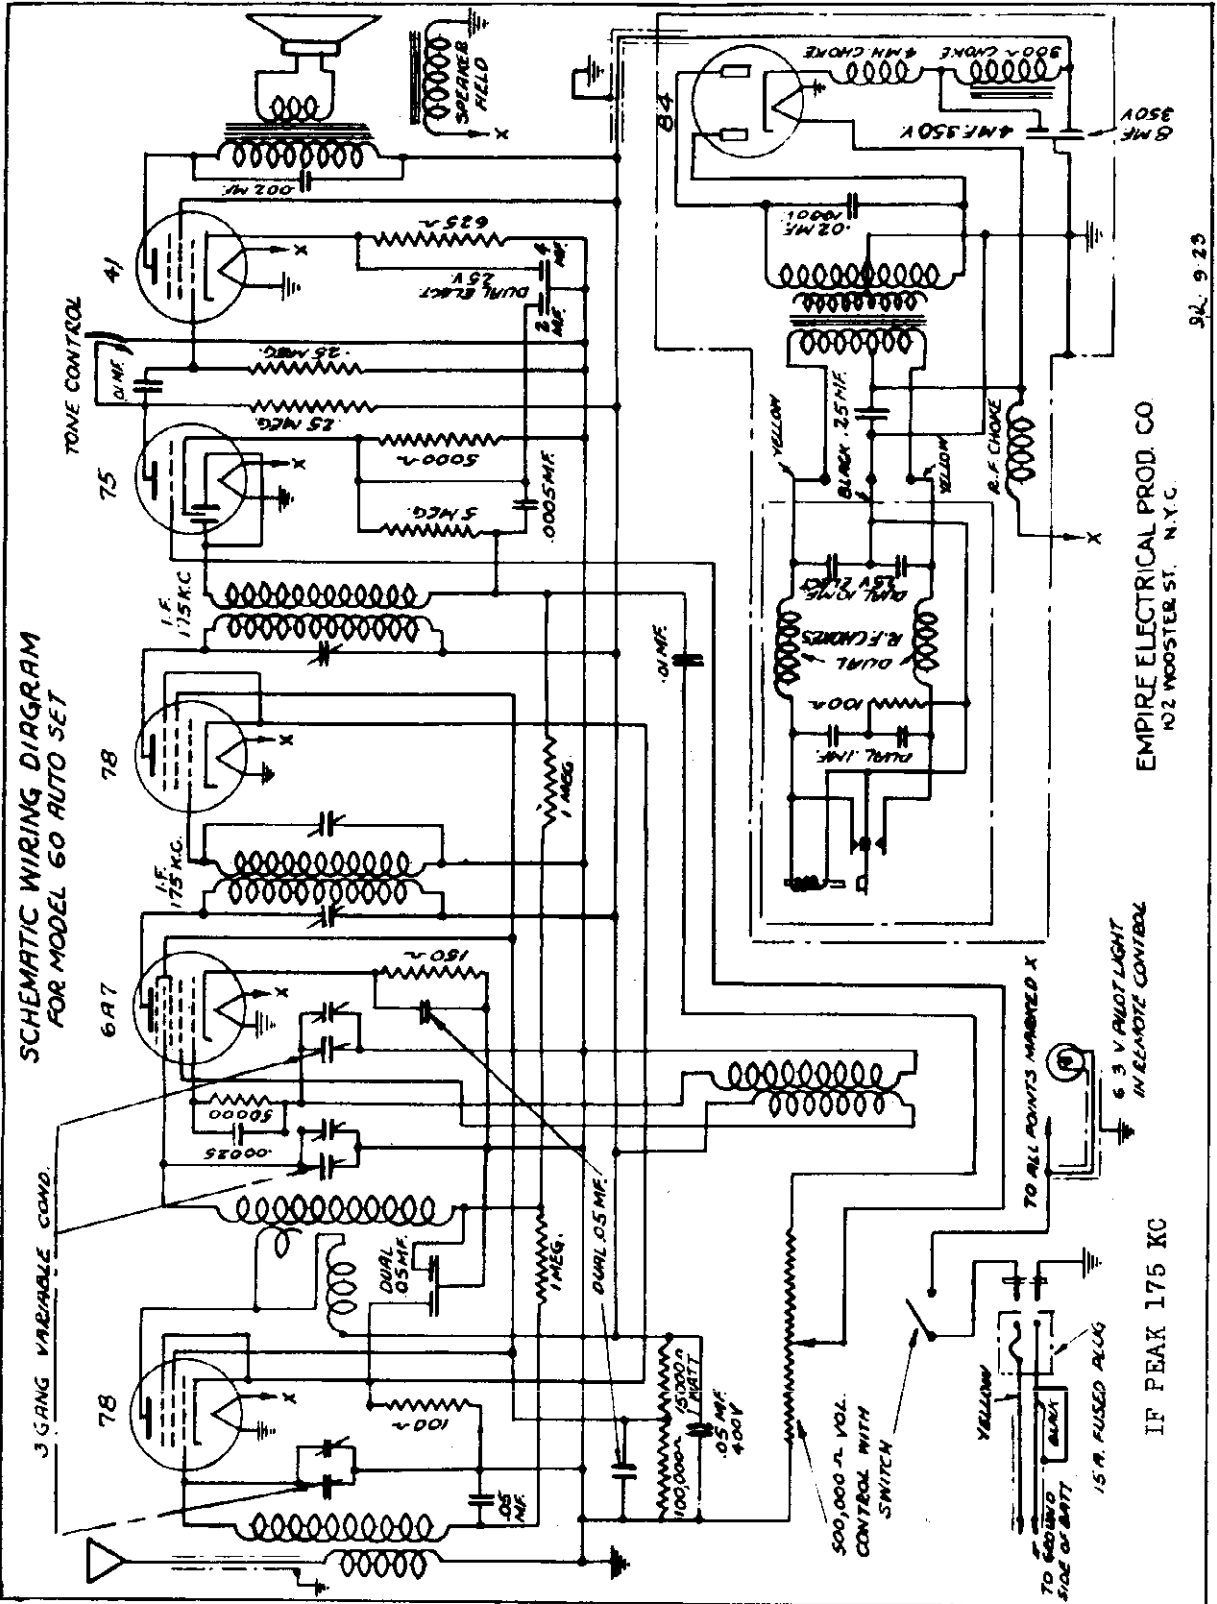 SCHEMATIC WIRING DIAGRAM
FOR MODEL 60 AUTO SET
3 GANG VARIABLE COND.
78
6A7
78
75
41
TONE CONTROL
.01 MF.
I.F.
175 K.C.
I.F.
175 K.C
.002 MF.
SPEAKER
FIELD
X
X
X
X
X
X
.00025
50000
150 ~
100 ~
.05
MF.
DUAL
.05 MF.
1 MEG.
1 MEG.
5 MEG.
5000 ~
.25 MEG.
.25 MEG.
.0005 MF.
625 ~
DUAL ELECT.
25 V.
2
MF.
4
MF.
DUAL .05 MF.
100,000 ~
15000 ~
1 WATT
.05 MF.
400 V
.01 MF.
500,000 ~ VOL.
CONTROL WITH
SWITCH
84
4 MH. CHOKE
300 ~ CHOKE
4 MF. 350 V
8 MF.
350 V
.02 MF.
YELLOW
BLACK
.25 MF.
YELLOW
R.F. CHOKE
X
DUAL 10 MF.
25 V ELECT
DUAL
R.F. CHOKES
100 ~
DUAL .1 MF.
TO ALL POINTS MARKED X
6 3 V PILOT LIGHT
IN REMOTE CONTROL
YELLOW
BLACK
15 A. FUSED PLUG
TO GROUND
SIDE OF BATT
IF PEAK 175 KC
EMPIRE ELECTRICAL PROD. CO.
102 WOOSTER ST. N.Y.C.